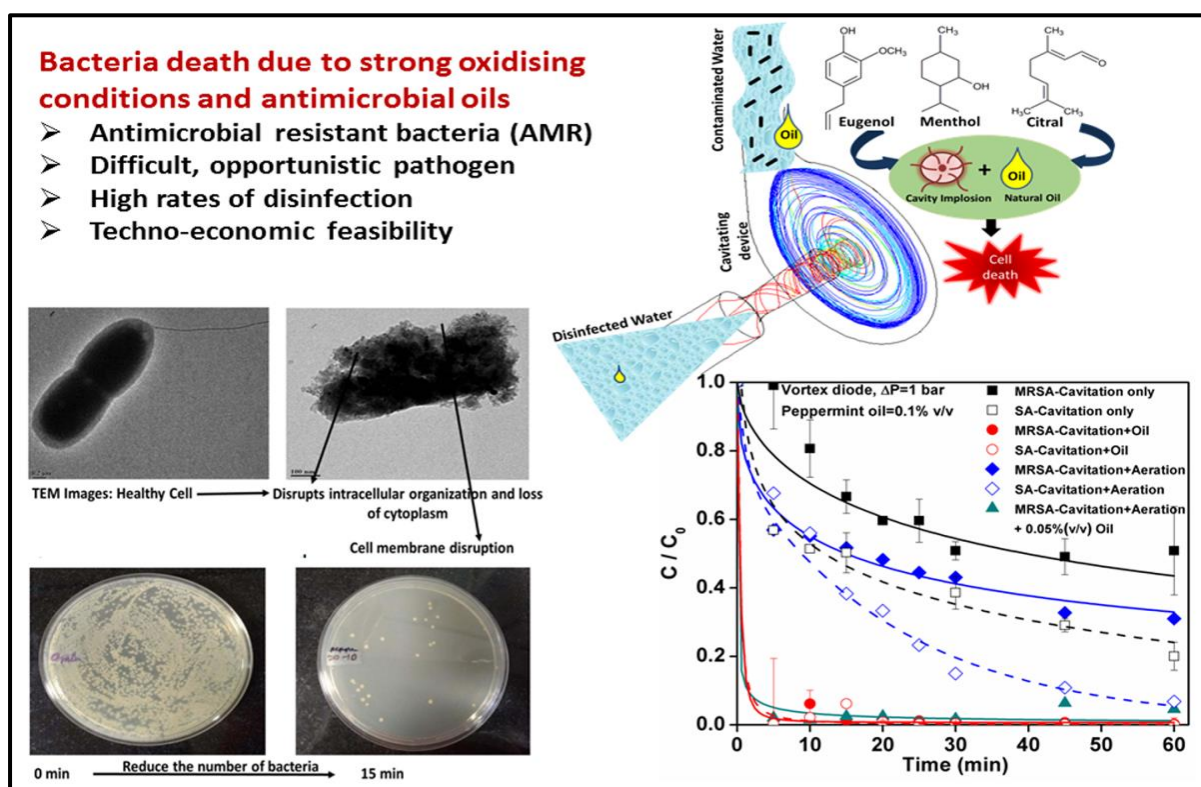 Bacteria death due to strong oxidising
conditions and antimicrobial oils
➢ Antimicrobial resistant bacteria (AMR)
➢ Difficult, opportunistic pathogen
➢ High rates of disinfection
➢ Techno-economic feasibility
Contaminated Water
Oil
Cavitating
device
Disinfected Water
OH
OCH₃
Eugenol
CH₃
OH
Menthol
CH₃
O
H₃C
CH₃
Citral
+
Oil
Cavity Implosion
Natural Oil
Cell
death
100 nm
TEM Images: Healthy Cell
Disrupts intracellular organization and loss
of cytoplasm
Cell membrane disruption
0 min
Reduce the number of bacteria
15 min
Vortex diode, ΔP=1 bar
Peppermint oil=0.1% v/v
MRSA-Cavitation only
SA-Cavitation only
MRSA-Cavitation+Oil
SA-Cavitation+Oil
MRSA-Cavitation+Aeration
SA-Cavitation+Aeration
MRSA-Cavitation+Aeration
+ 0.05%(v/v) Oil
C / C₀
1.0
0.8
0.6
0.4
0.2
0.0
0 10 20 30 40 50 60
Time (min)